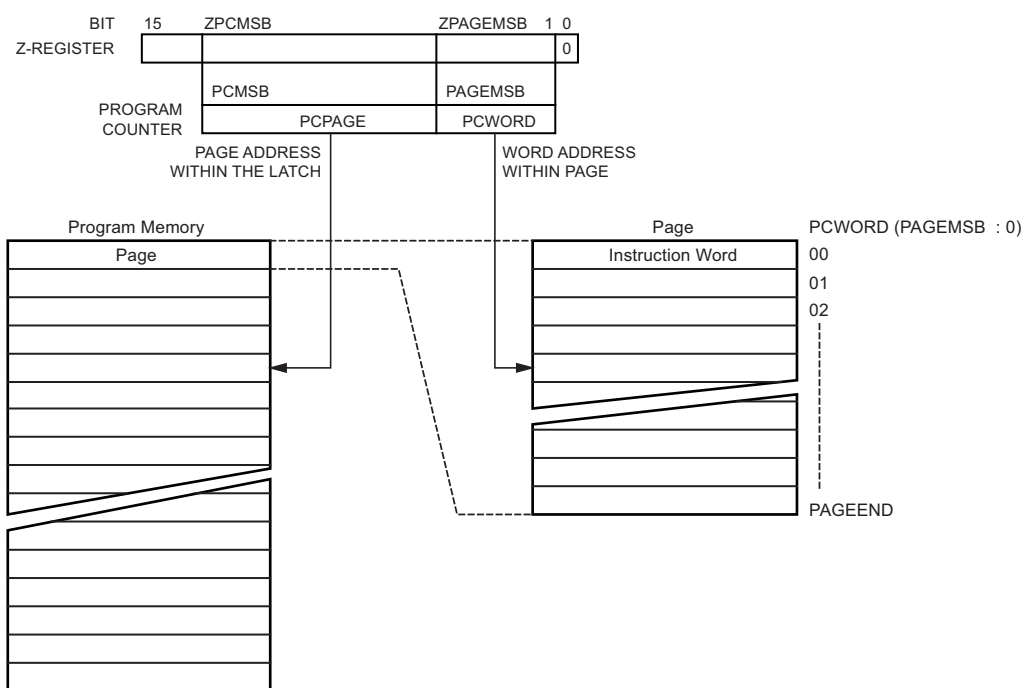 BIT 15 ZPCMSB ZPAGEMSB 1 0
Z-REGISTER 0
PCMSB PAGEMSB
PROGRAM
COUNTER
PCPAGE PCWORD
PAGE ADDRESS
WITHIN THE LATCH
WORD ADDRESS
WITHIN PAGE
Program Memory Page PCWORD (PAGEMSB : 0)
Page Instruction Word 00
01
02
PAGEEND